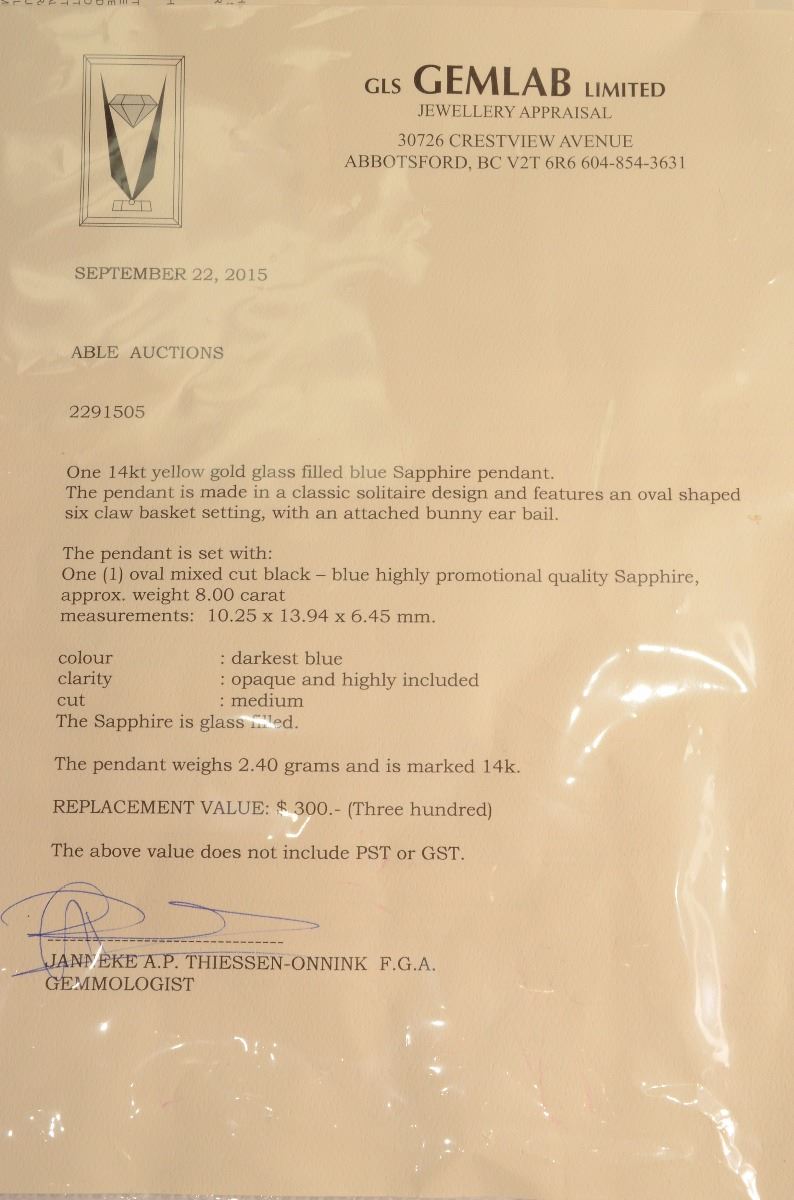 GLS GEMLAB LIMITED
JEWELLERY APPRAISAL
30726 CRESTVIEW AVENUE
ABBOTSFORD, BC V2T 6R6 604-854-3631
SEPTEMBER 22, 2015
ABLE AUCTIONS
2291505
One 14kt yellow gold glass filled blue Sapphire pendant.
The pendant is made in a classic solitaire design and features an oval shaped
six claw basket setting, with an attached bunny ear bail.
The pendant is set with:
One (1) oval mixed cut black – blue highly promotional quality Sapphire,
approx. weight 8.00 carat
measurements: 10.25 x 13.94 x 6.45 mm.
colour : darkest blue
clarity : opaque and highly included
cut : medium
The Sapphire is glass filled.
The pendant weighs 2.40 grams and is marked 14k.
REPLACEMENT VALUE: $ 300.- (Three hundred)
The above value does not include PST or GST.
JANNEKE A.P. THIESSEN-ONNINK F.G.A.
GEMMOLOGIST